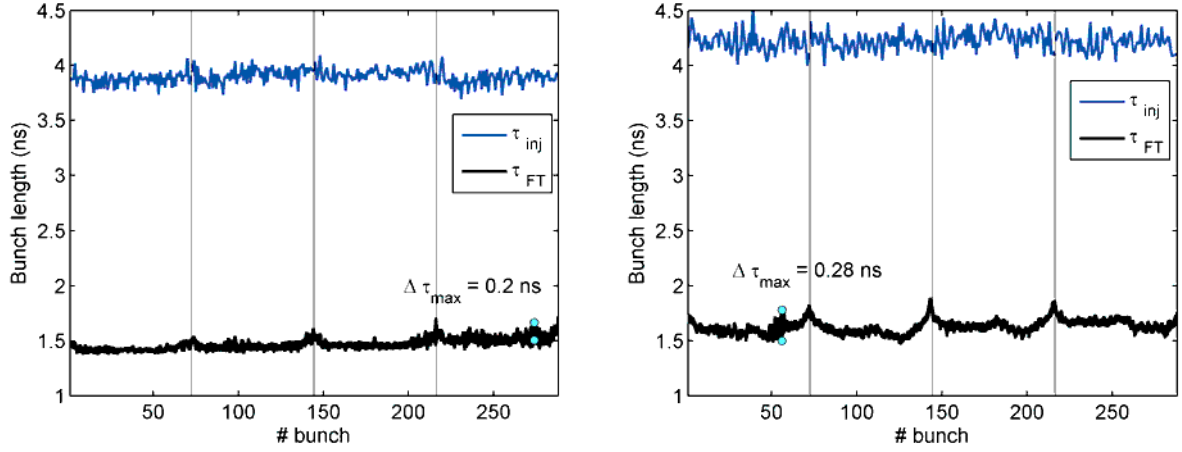 4.5
4
3.5
3
2.5
2
1.5
1
Bunch length (ns)
τ inj
τ FT
Δ τmax = 0.2 ns
50
100
150
200
250
# bunch
4.5
4
3.5
3
2.5
2
1.5
1
Bunch length (ns)
τ inj
τ FT
Δ τmax = 0.28 ns
50
100
150
200
250
# bunch